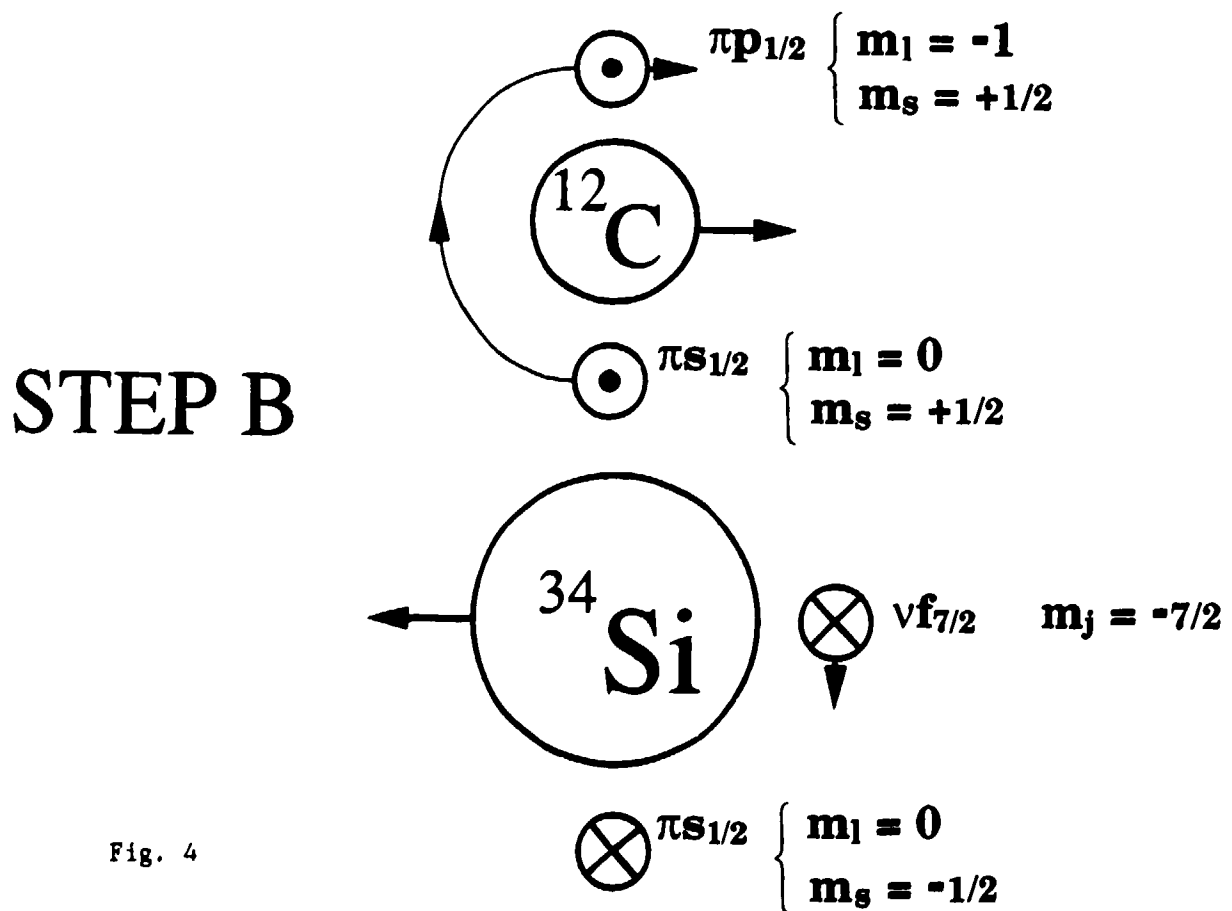 πp1/2 { ml = -1
ms = +1/2
12C
πs1/2 { ml = 0
ms = +1/2
STEP B
34Si
νf7/2 mj = -7/2
πs1/2 { ml = 0
ms = -1/2
Fig. 4